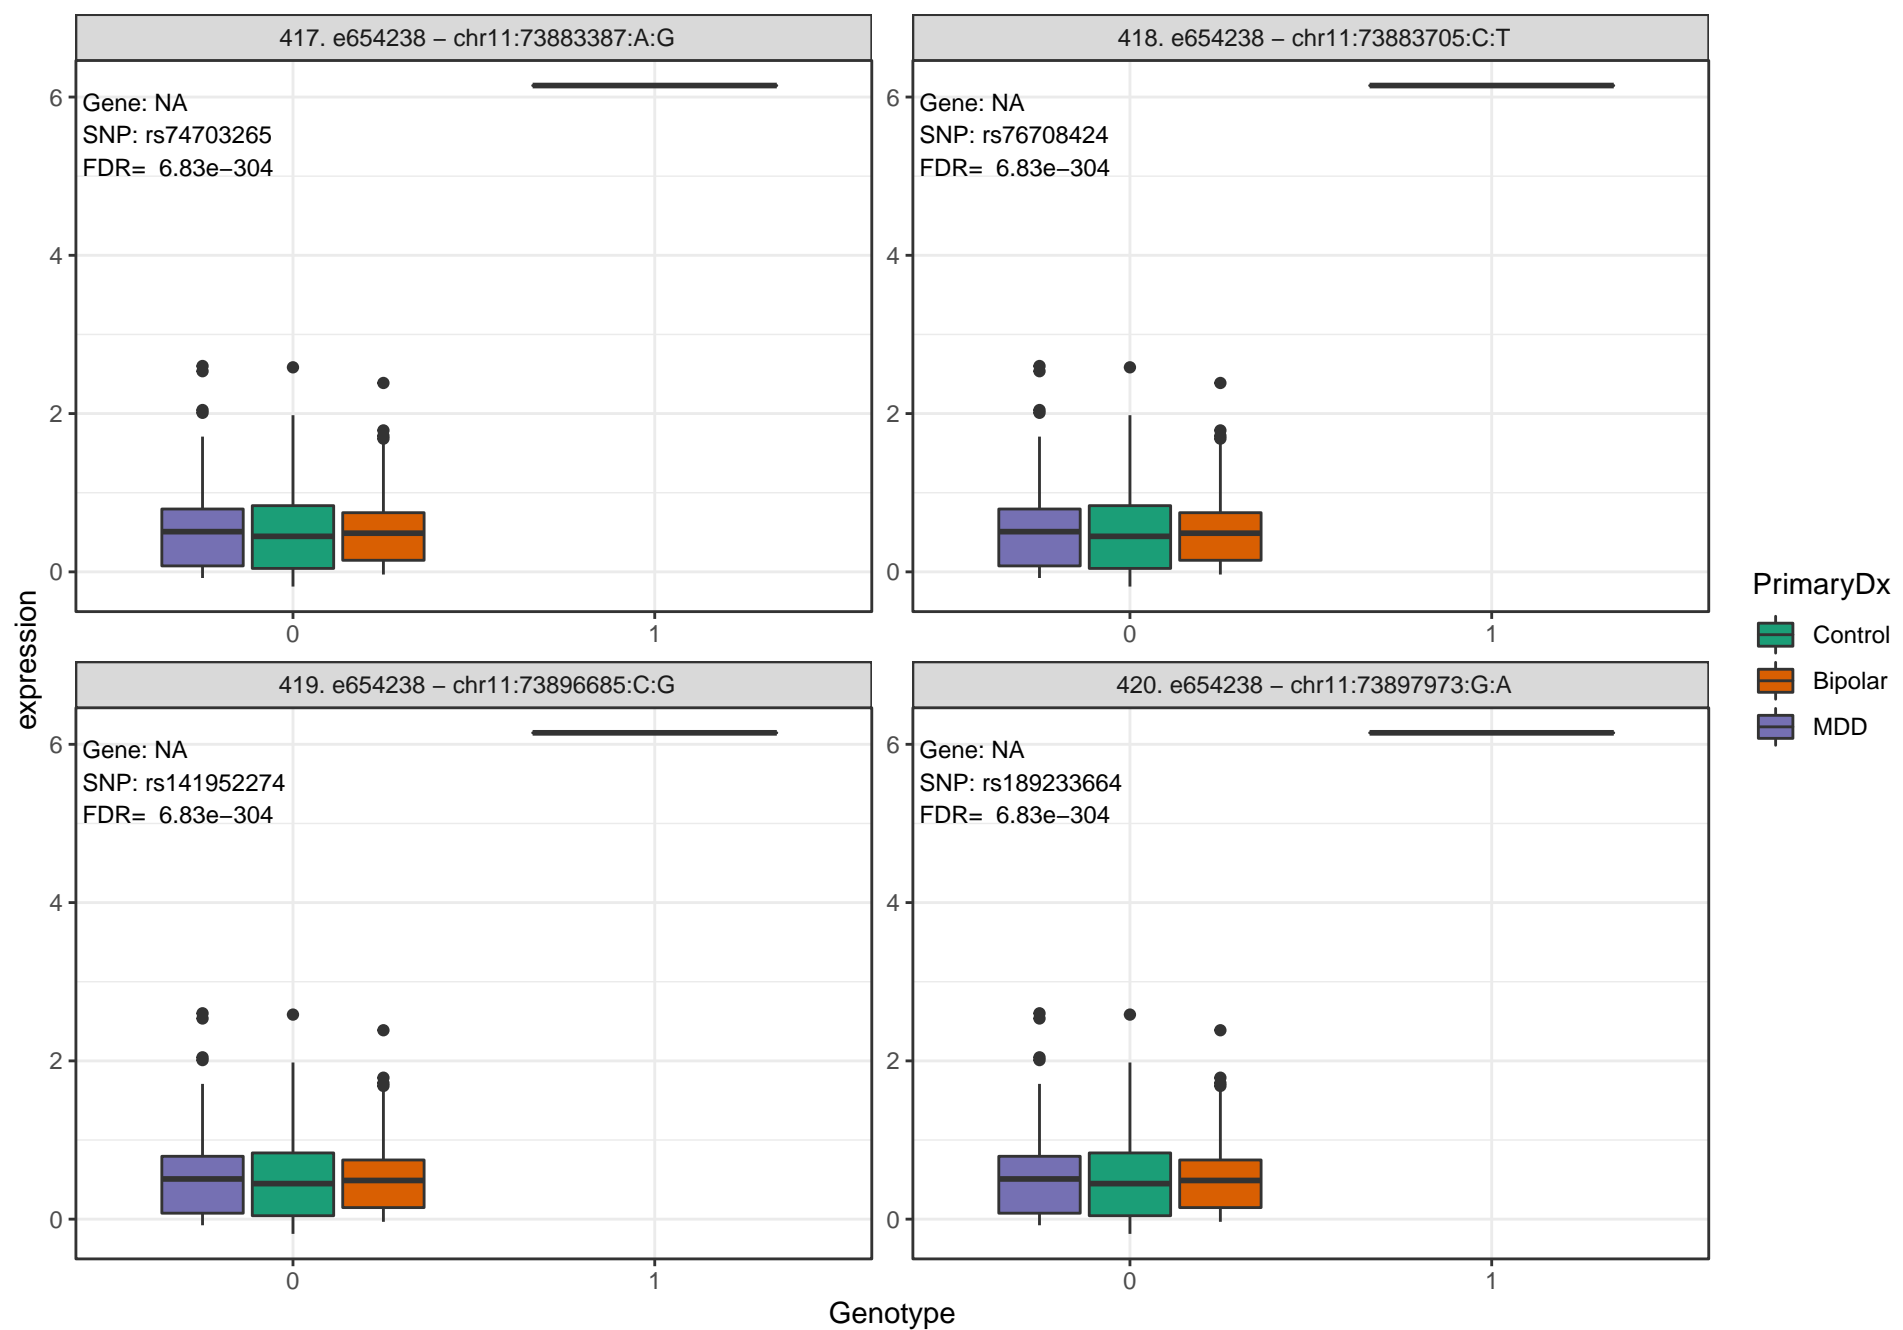 417. e654238 − chr11:73883387:A:G
Gene: NA
SNP: rs74703265
FDR=  6.83e−304
6
4
2
0
0
1
418. e654238 − chr11:73883705:C:T
Gene: NA
SNP: rs76708424
FDR=  6.83e−304
6
4
2
0
0
1
419. e654238 − chr11:73896685:C:G
Gene: NA
SNP: rs141952274
FDR=  6.83e−304
6
4
2
0
0
1
420. e654238 − chr11:73897973:G:A
Gene: NA
SNP: rs189233664
FDR=  6.83e−304
6
4
2
0
0
1
expression
Genotype
PrimaryDx
Control
Bipolar
MDD